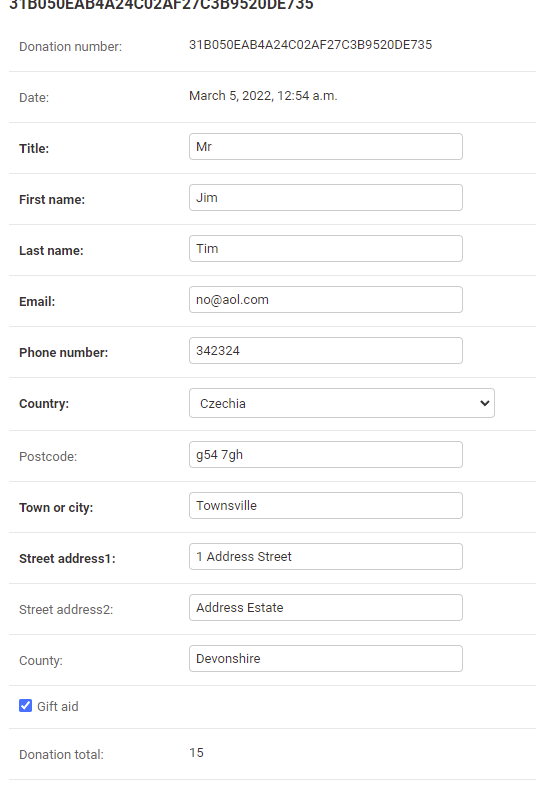 31B050EAB4A24C02AF27C3B9520DE735
Donation number: 31B050EAB4A24C02AF27C3B9520DE735
Date: March 5, 2022, 12:54 a.m.
Title: Mr
First name: Jim
Last name: Tim
Email: no@aol.com
Phone number: 342324
Country: Czechia
Postcode: g54 7gh
Town or city: Townsville
Street address1: 1 Address Street
Street address2: Address Estate
County: Devonshire
Gift aid
Donation total: 15